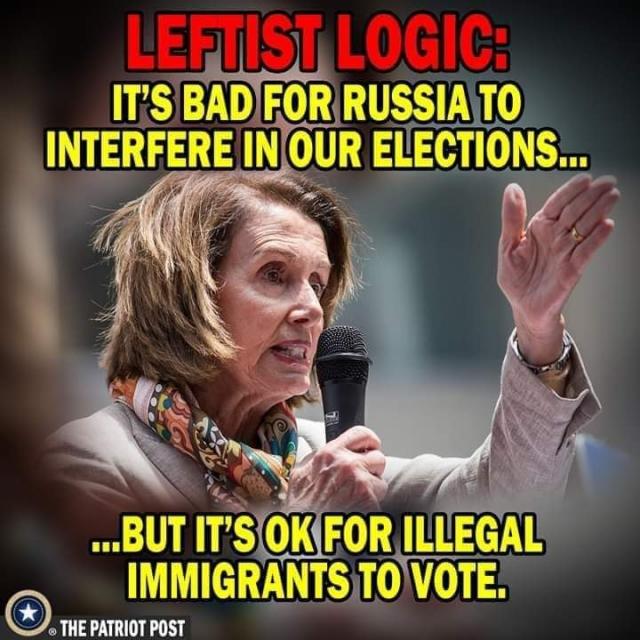 LEFTIST LOGIC:
IT'S BAD FOR RUSSIA TO
INTERFERE IN OUR ELECTIONS...
...BUT IT'S OK FOR ILLEGAL
IMMIGRANTS TO VOTE.
® THE PATRIOT POST